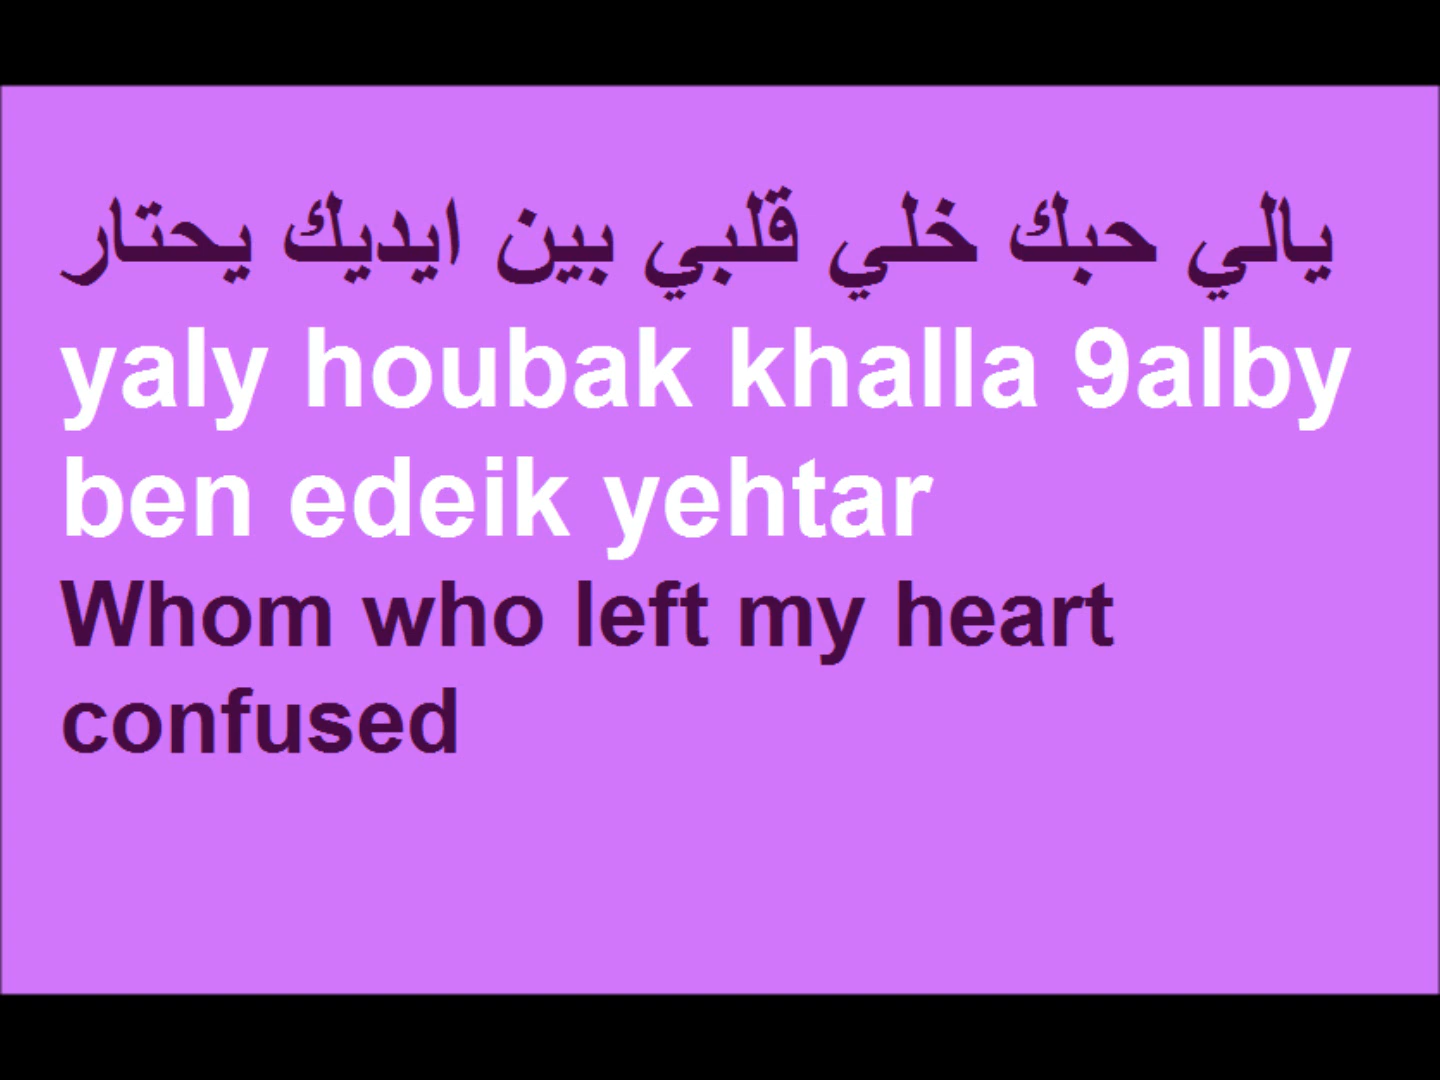 يالي حبك خلي قلبي بين ايديك يحتار
yaly houbak khalla 9alby
ben edeik yehtar
Whom who left my heart
confused